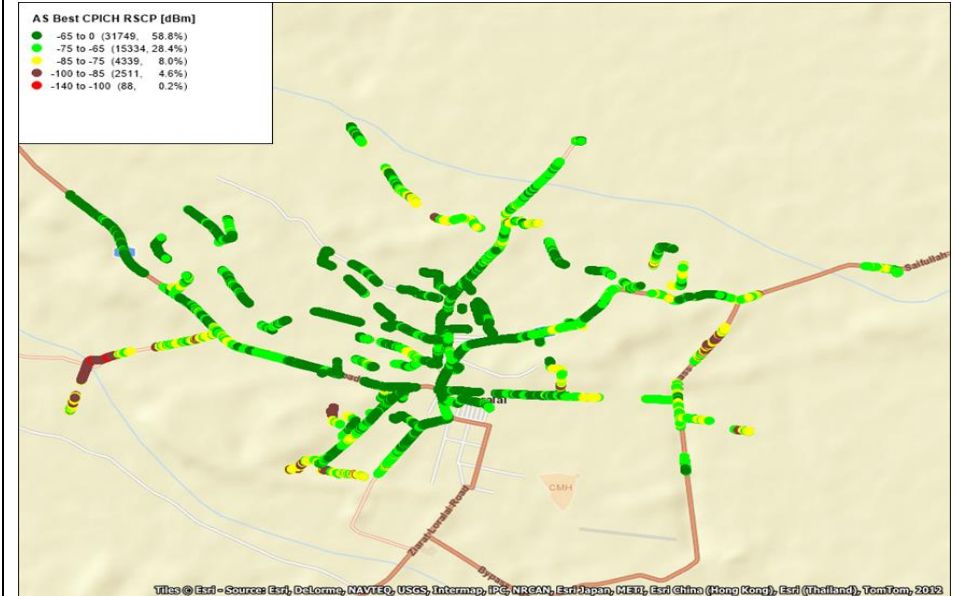 AS Best CPICH RSCP [dBm]
-65 to 0 (31749, 58.8%)
-75 to -65 (15334, 28.4%)
-85 to -75 (4339, 8.0%)
-100 to -85 (2511, 4.6%)
-140 to -100 (88, 0.2%)
Saifullah
CMH
Ziarat Loralai Road
Bypass
Tiles © Esri - Source: Esri, DeLorme, NAVTEQ, USGS, Intermap, iPC, NRCAN, Esri Japan, METI, Esri China (Hong Kong), Esri (Thailand), TomTom, 2012